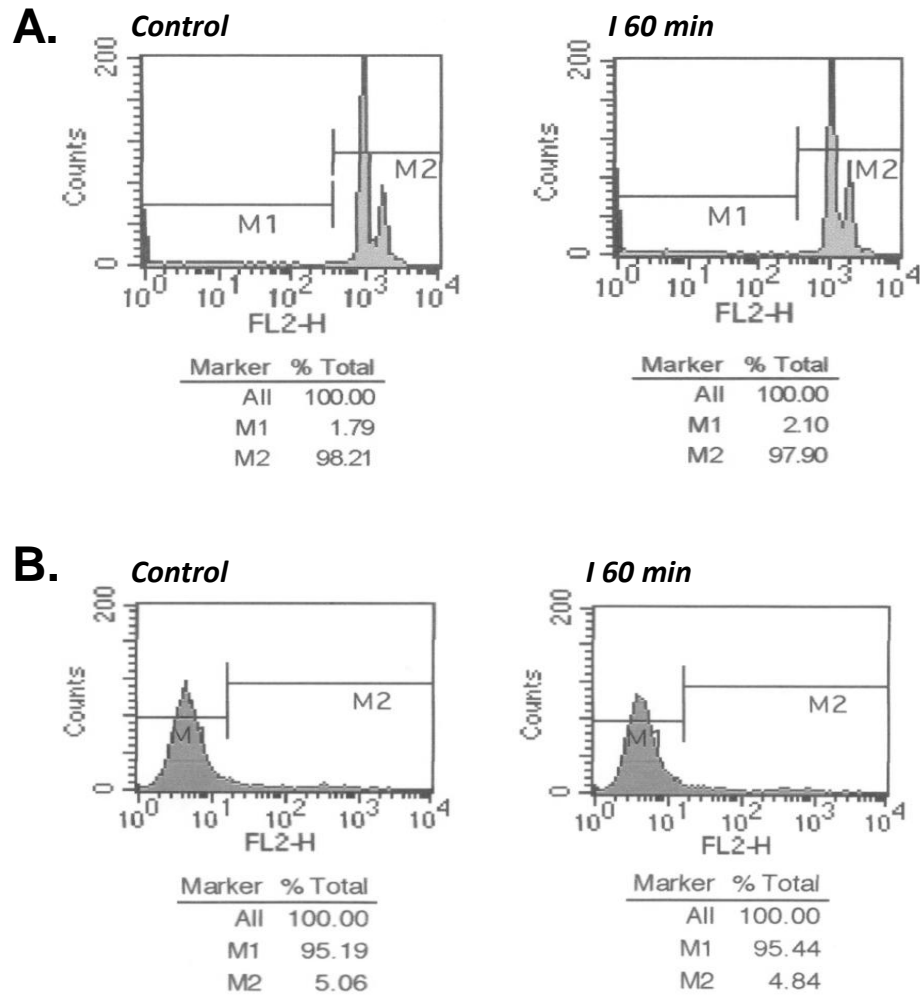 A.
Control
I 60 min
200
Counts
0
M1
M2
10^0 10^1 10^2 10^3 10^4
FL2-H
Marker % Total
All 100.00
M1 1.79
M2 98.21
200
Counts
0
M1
M2
10^0 10^1 10^2 10^3 10^4
FL2-H
Marker % Total
All 100.00
M1 2.10
M2 97.90
B.
Control
I 60 min
200
Counts
0
M
M2
10^0 10^1 10^2 10^3 10^4
FL2-H
Marker % Total
All 100.00
M1 95.19
M2 5.06
200
Counts
0
M
M2
10^0 10^1 10^2 10^3 10^4
FL2-H
Marker % Total
All 100.00
M1 95.44
M2 4.84